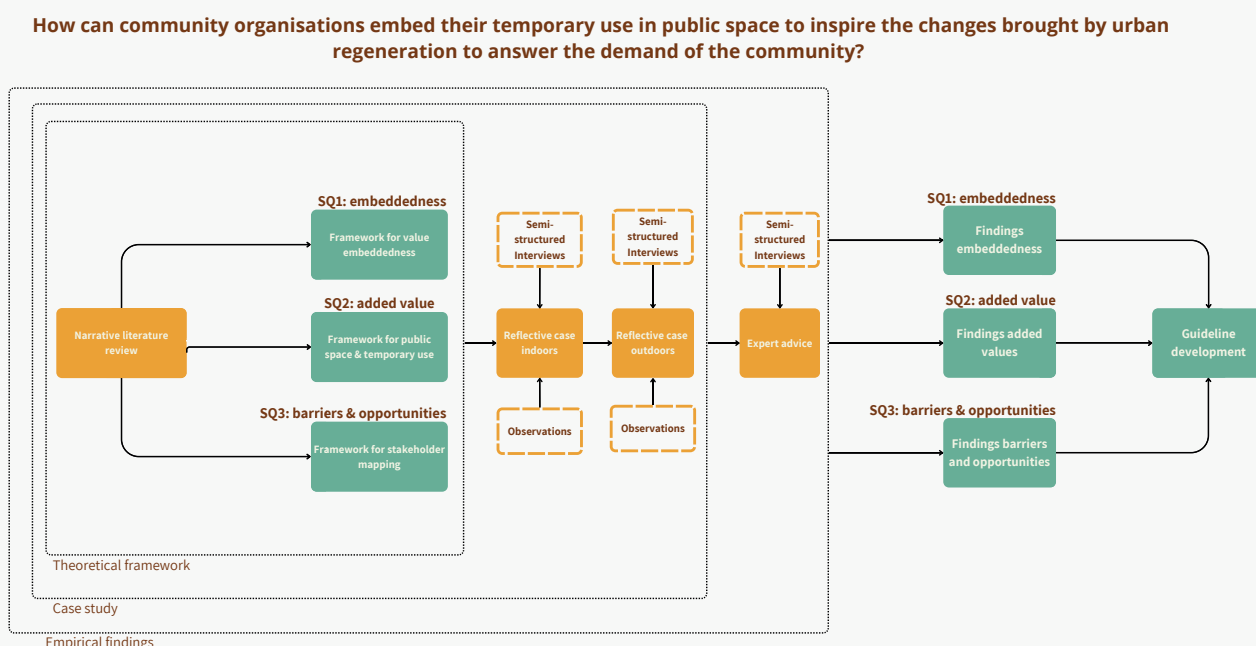 How can community organisations embed their temporary use in public space to inspire the changes brought by urban
regeneration to answer the demand of the community?
SQ1: embeddedness
Framework for value
embeddedness
SQ2: added value
Framework for public
space & temporary use
SQ3: barriers & opportunities
Framework for stakeholder
mapping
Narrative literature
review
Semi-
structured
Interviews
Reflective case
indoors
Observations
Semi-
structured
Interviews
Reflective case
outdoors
Observations
Semi-
structured
Interviews
Expert advice
SQ1: embeddedness
Findings
embeddedness
SQ2: added value
Findings added
values
SQ3: barriers & opportunities
Findings barriers
and opportunities
Guideline
development
Theoretical framework
Case study
Empirical findings